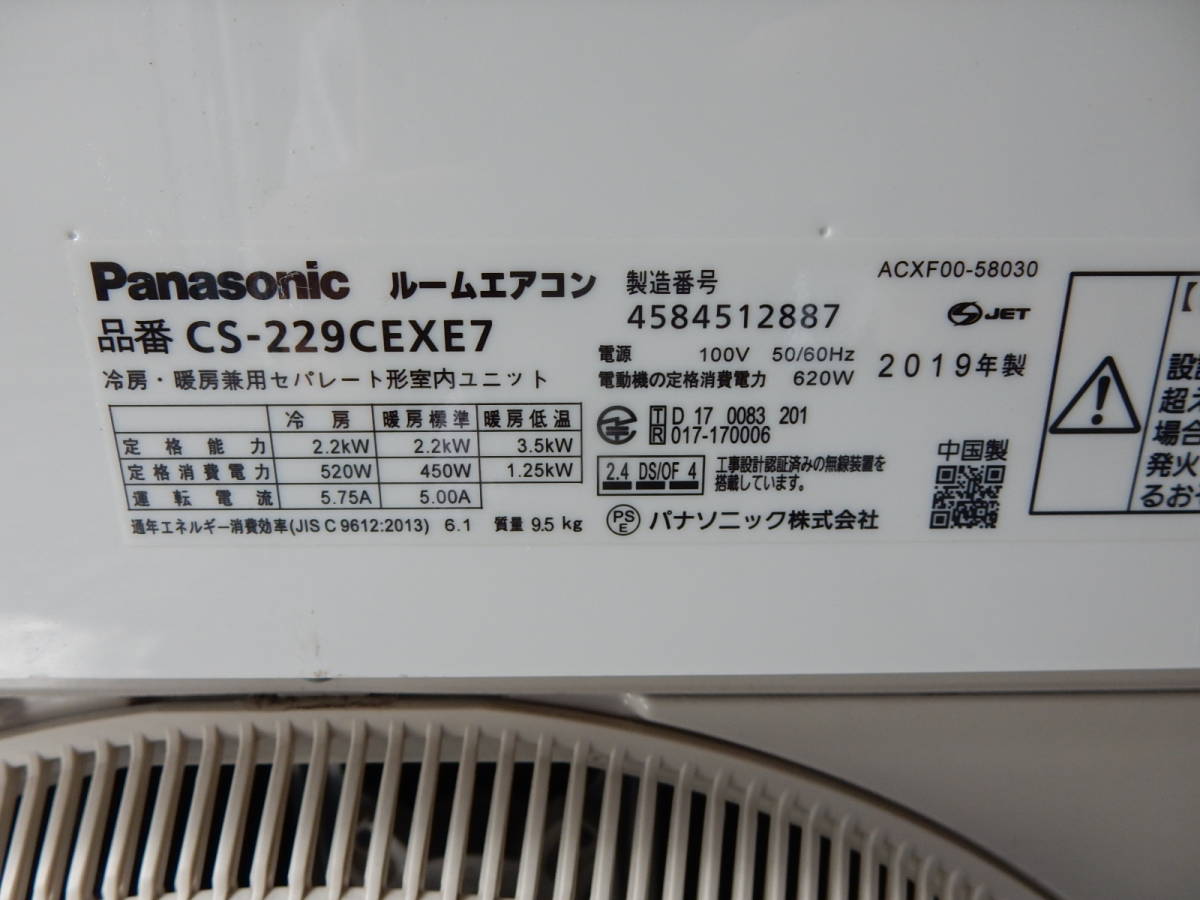 Panasonic ルームエアコン
品番 CS-229CEXE7
冷房・暖房兼用セパレート形室内ユニット
冷房 暖房標準 暖房低温
定格能力 2.2kW 2.2kW 3.5kW
定格消費電力 520W 450W 1.25kW
運転電流 5.75A 5.00A
通年エネルギー消費効率(JIS C 9612:2013) 6.1 質量 9.5 kg
製造番号
4584512887
電源 100V 50/60Hz
電動機の定格消費電力 620W
T D 17 0083 201
R 017-170006
2.4 DS/OF 4
工事設計認証済みの無線装置を
搭載しています。
PS
E
パナソニック株式会社
ACXF00-58030
JET
2019年製
中国製
【
設
超え
場合
発火
るお